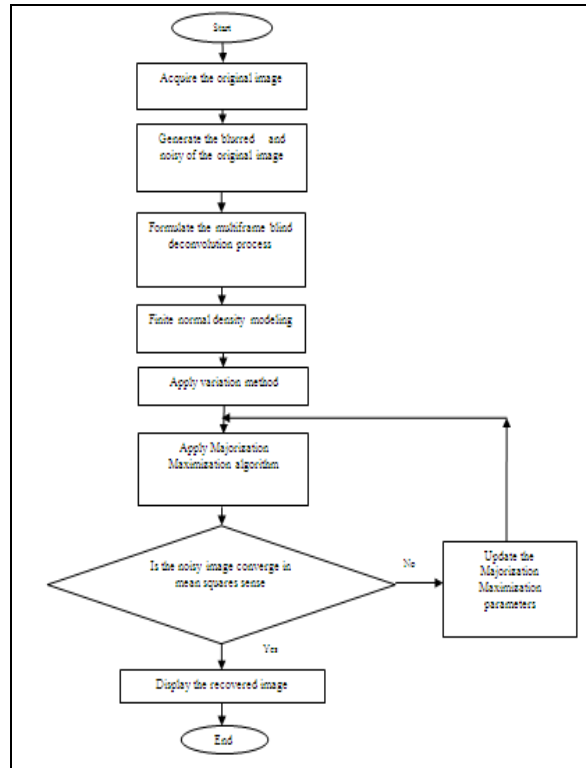 Start
Acquire the original image
Generate the blurred and
noisy of the original image
Formulate the multiframe blind
deconvolution process
Finite normal density modeling
Apply variation method
Apply Majorization
Maximization algorithm
Is the noisy image converge in
mean squares sense
No
Update the
Majorization
Maximization
parameters
Yes
Display the recovered image
End